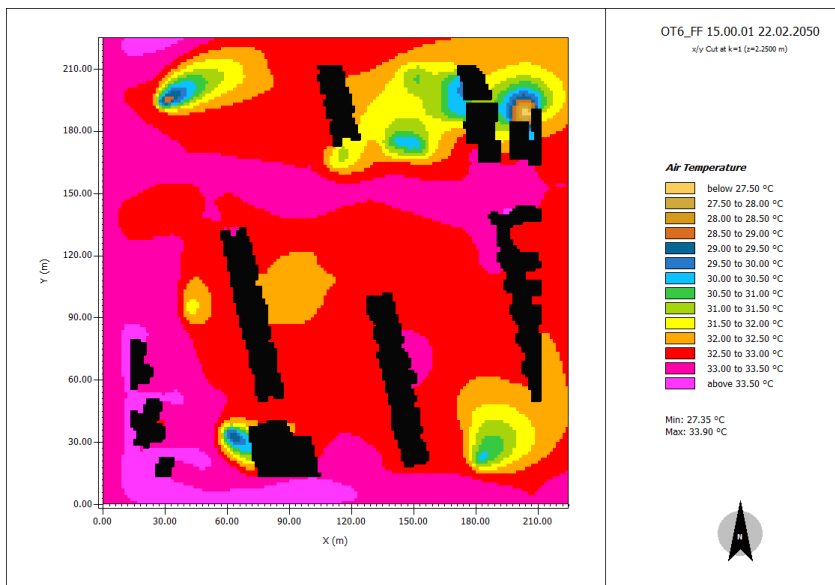 OT6_FF 15.00.01 22.02.2050
x/y Cut at k=1 (z=2.2500 m)
210.00
180.00
150.00
120.00
90.00
60.00
30.00
0.00
Y (m)
0.00 30.00 60.00 90.00 120.00 150.00 180.00 210.00
X (m)
Air Temperature
below 27.50 °C
27.50 to 28.00 °C
28.00 to 28.50 °C
28.50 to 29.00 °C
29.00 to 29.50 °C
29.50 to 30.00 °C
30.00 to 30.50 °C
30.50 to 31.00 °C
31.00 to 31.50 °C
31.50 to 32.00 °C
32.00 to 32.50 °C
32.50 to 33.00 °C
33.00 to 33.50 °C
above 33.50 °C
Min: 27.35 °C
Max: 33.90 °C
N